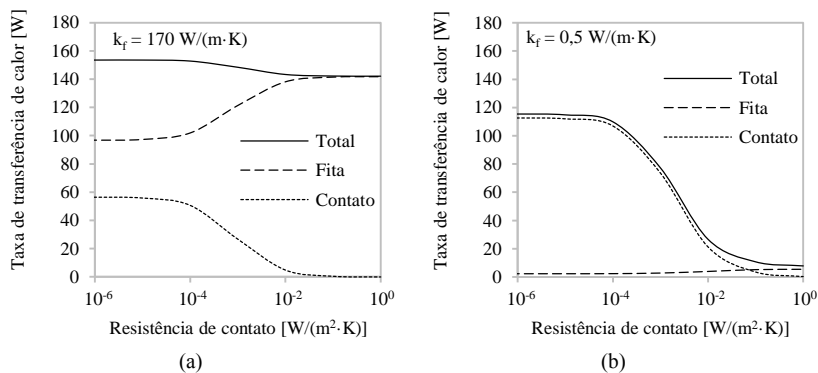 Taxa de transferência de calor [W]
180
160
140
120
100
80
60
40
20
0
k_f = 170 W/(m·K)
Total
Fita
Contato
10⁻⁶
10⁻⁴
10⁻²
10⁰
Resistência de contato [W/(m²·K)]
(a)
Taxa de transferência de calor [W]
180
160
140
120
100
80
60
40
20
0
k_f = 0,5 W/(m·K)
Total
Fita
Contato
10⁻⁶
10⁻⁴
10⁻²
10⁰
Resistência de contato [W/(m²·K)]
(b)